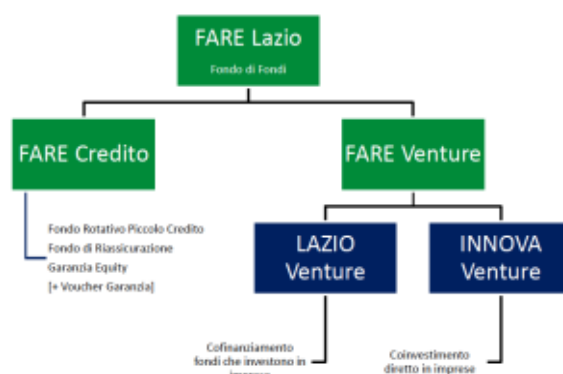 FARE Lazio
Fondo di Fondi
FARE Credito
FARE Venture
Fondo Rotativo Piccolo Credito
Fondo di Riassicurazione
Garanzia Equity
[+ Voucher Garanzia]
LAZIO
Venture
INNOVA
Venture
Cofinanziamento
fondi che investono in
Coinvestimento
diretto in imprese